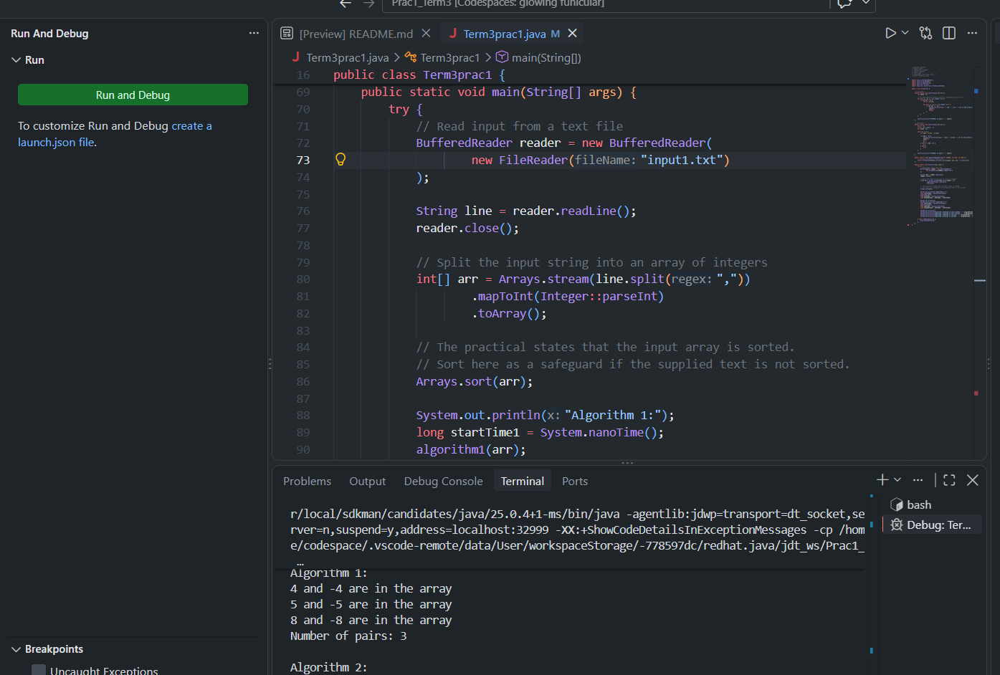 Prac1_Term3 [Codespaces: glowing funicular]
Run And Debug
Run
Run and Debug
To customize Run and Debug create a
launch.json file.
Breakpoints
Uncaught Exceptions
[Preview] README.md
Term3prac1.java M
Term3prac1.java > Term3prac1 > main(String[])
16 public class Term3prac1 {
69 public static void main(String[] args) {
70 try {
71 // Read input from a text file
72 BufferedReader reader = new BufferedReader(
73 new FileReader(fileName: "input1.txt")
74 );
75
76 String line = reader.readLine();
77 reader.close();
78
79 // Split the input string into an array of integers
80 int[] arr = Arrays.stream(line.split(regex: ","))
81 .mapToInt(Integer::parseInt)
82 .toArray();
83
84 // The practical states that the input array is sorted.
85 // Sort here as a safeguard if the supplied text is not sorted.
86 Arrays.sort(arr);
87
88 System.out.println(x: "Algorithm 1:");
89 long startTime1 = System.nanoTime();
90 algorithm1(arr);
Problems Output Debug Console Terminal Ports
r/local/sdkman/candidates/java/25.0.4+1-ms/bin/java -agentlib:jdwp=transport=dt_socket,se
rver=n,suspend=y,address=localhost:32999 -XX:+ShowCodeDetailsInExceptionMessages -cp /hom
e/codespace/.vscode-remote/data/User/workspaceStorage/-778597dc/redhat.java/jdt_ws/Prac1_
…
Algorithm 1:
4 and -4 are in the array
5 and -5 are in the array
8 and -8 are in the array
Number of pairs: 3

Algorithm 2:
bash
Debug: Ter...